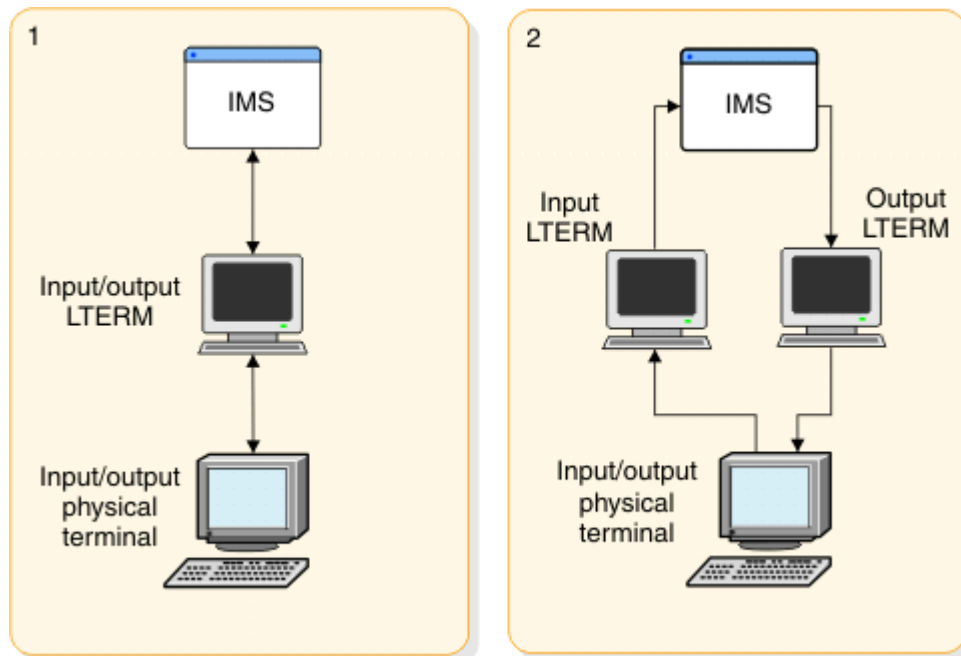 1
IMS
Input/output
LTERM
Input/output
physical
terminal
2
IMS
Input
LTERM
Output
LTERM
Input/output
physical
terminal